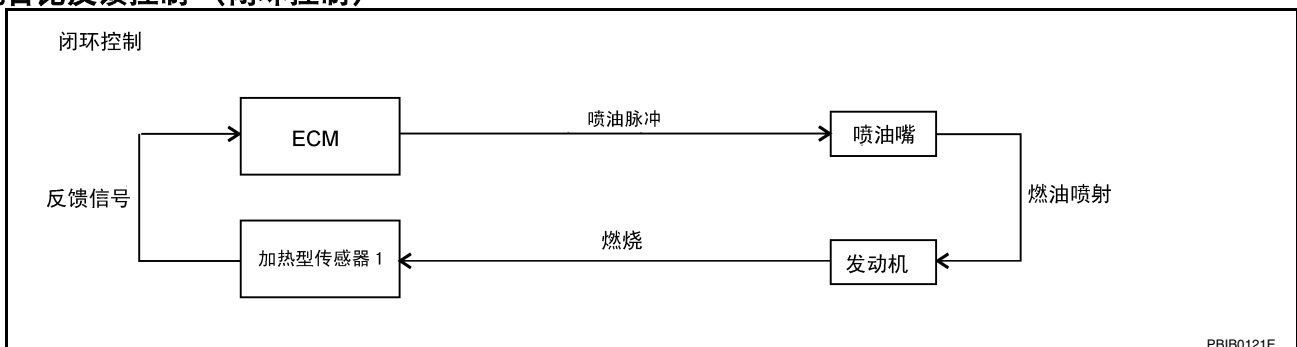 闭环控制
ECM
喷油脉冲
喷油嘴
反馈信号
燃油喷射
加热型传感器 1
燃烧
发动机
PBIB0121E